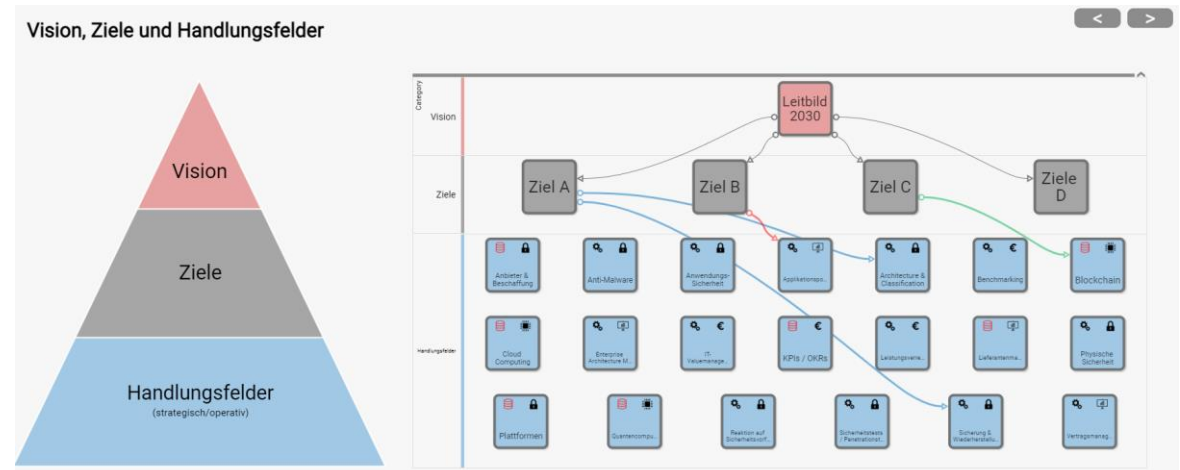 Vision, Ziele und Handlungsfelder
<
>
Vision
Ziele
Handlungsfelder
(strategisch/operativ)
Category
Vision
Leitbild
2030
Ziele
Ziel A
Ziel B
Ziel C
Ziele
D
Handlungsfelder
Anbieter &
Beschaffung
Anti-Malware
Anwendungs-
Sicherheit
Applikationspo...
Architecture &
Classification
€
Benchmarking
Blockchain
Cloud
Computing
Enterprise
Architecture M...
€
IT-
Valuemanage...
€
KPIs / OKRs
€
Leistungsverre...
Lieferantenma...
Physische
Sicherheit
Plattformen
Quantencompu...
Reaktion auf
Sicherheitsvorf...
Sicherheitstests
/ Penetrationst...
Sicherung &
Wiederherstellu...
Vertragsmanag...